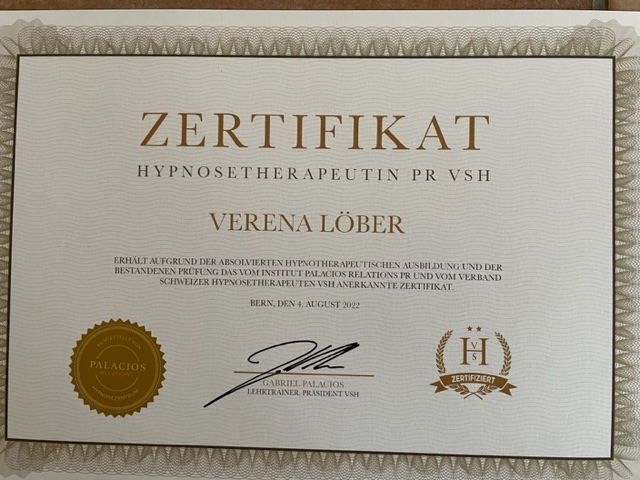 ZERTIFIKAT
HYPNOSETHERAPEUTIN PR VSH
VERENA LÖBER
ERHÄLT AUFGRUND DER ABSOLVIERTEN HYPNOTHERAPEUTISCHEN AUSBILDUNG UND DER
BESTANDENEN PRÜFUNG DAS VOM INSTITUT PALACIOS RELATIONS PR UND VOM VERBAND
SCHWEIZER HYPNOSETHERAPEUTEN VSH ANERKANNTE ZERTIFIKAT.
BERN, DEN 4. AUGUST 2022
PALACIOS
RELATIONS
GABRIEL PALACIOS
LEHRTRAINER, PRÄSIDENT VSH
V
H
S
ZERTIFIZIERT